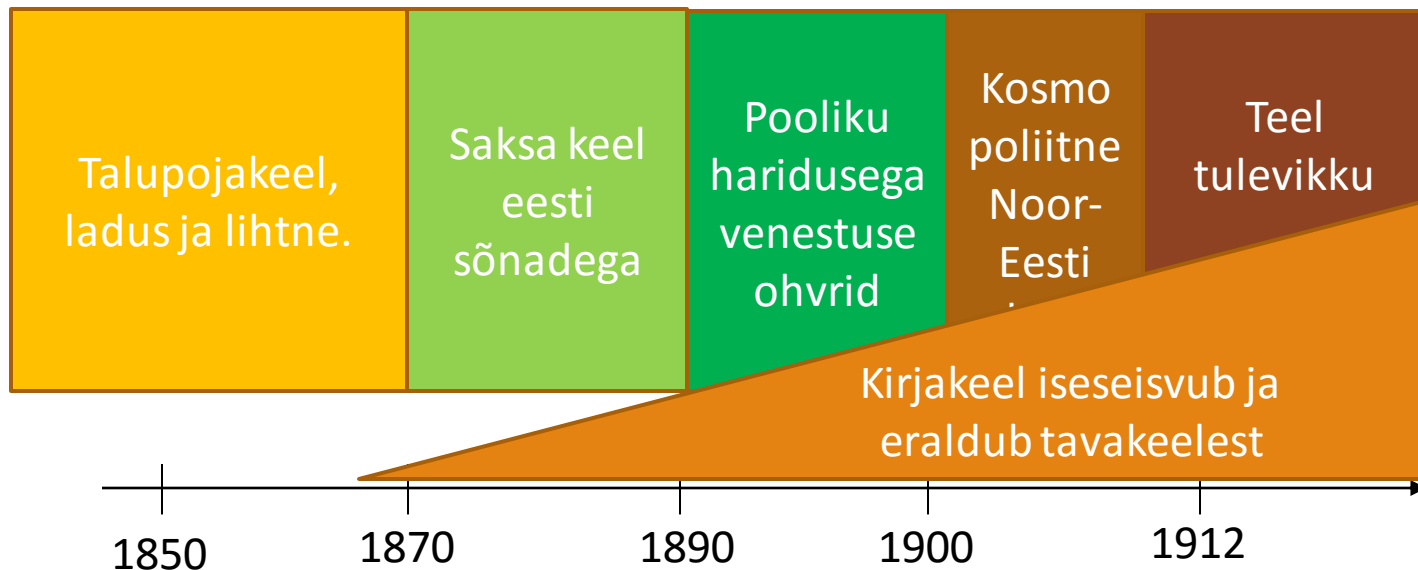 Talupojakeel,
ladus ja lihtne.
Saksa keel
eesti
sõnadega
Pooliku
haridusega
venestuse
ohvrid
Kosmo
poliitne
Noor-
Eesti
Teel
tulevikku
Kirjakeel iseseisvub ja
eraldub tavakeelest
1850
1870
1890
1900
1912